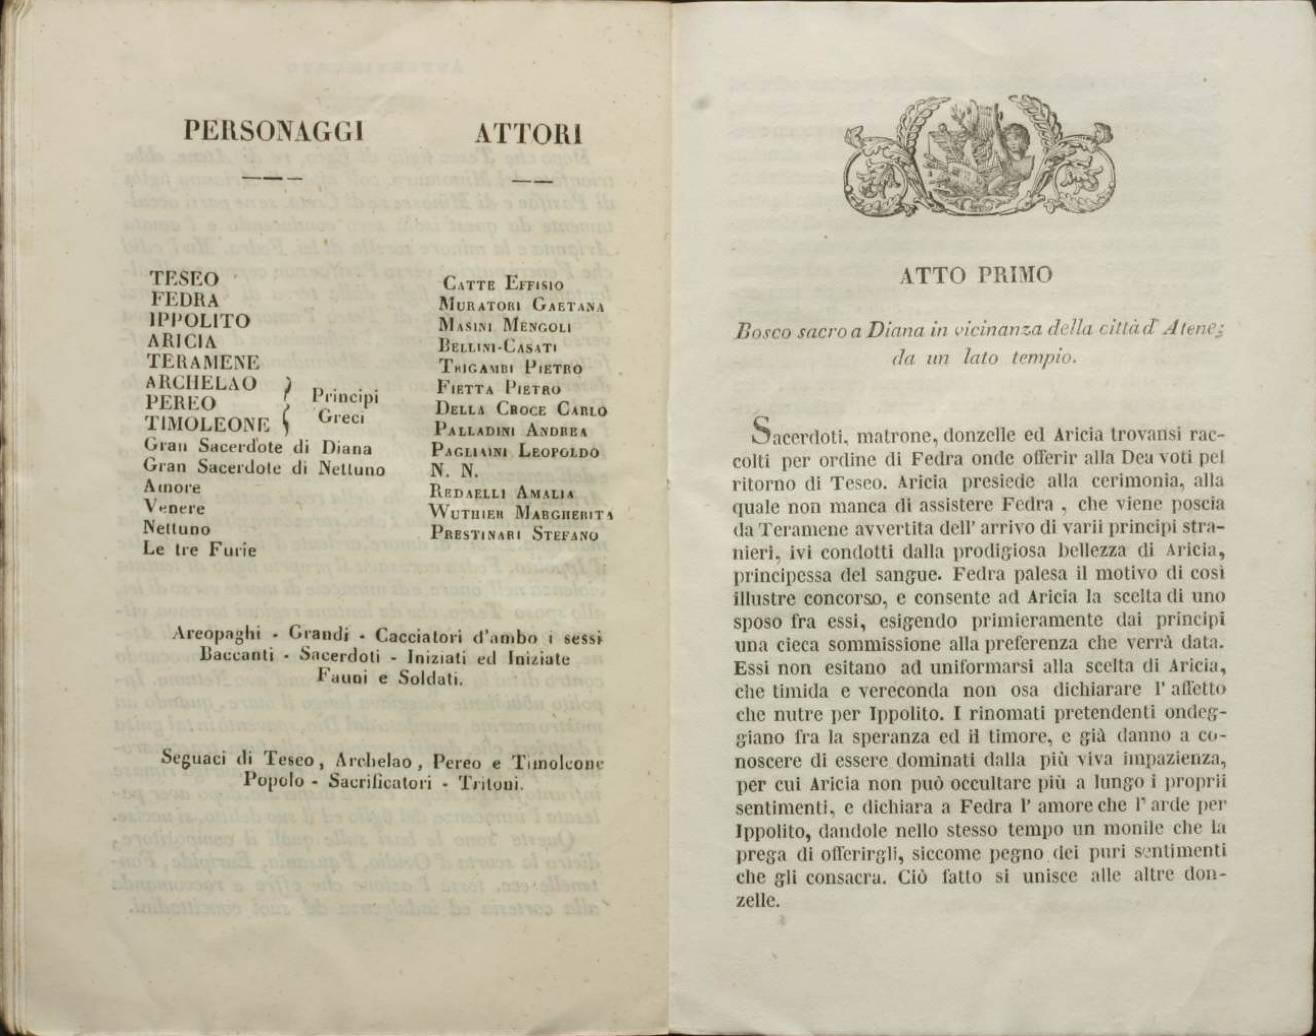 PERSONAGGI ATTORI
TESEO CATTE EFFISIO
FEDRA MURATORI GAETANA
IPPOLITO MASINI MENGOLI
ARICIA BELLINI-CASATI
TERAMENE TRIGAMBI PIETRO
ARCHELAO FIETTA PIETRO
PEREO Principi DELLA CROCE CARLO
TIMOLEONE Greci PALLADINI ANDREA
Gran Sacerdote di Diana PAGLIAINI LEOPOLDO
Gran Sacerdote di Nettuno N. N.
Amore REDAELLI AMALIA
Venere WUTHIER MARGHERITA
Nettuno PRESTINARI STEFANO
Le tre Furie
Areopaghi - Grandi - Cacciatori d'ambo i sessi
Baccanti - Sacerdoti - Iniziati ed Iniziate
Fauni e Soldati.
Seguaci di Teseo, Archelao, Pereo e Timoleone
Popolo - Sacrificatori - Tritoni.
ATTO PRIMO
Bosco sacro a Diana in vicinanza della città d' Atene;
da un lato tempio.
Sacerdoti, matrone, donzelle ed Aricia trovansi rac-
colti per ordine di Fedra onde offerir alla Dea voti pel
ritorno di Teseo. Aricia presiede alla cerimonia, alla
quale non manca di assistere Fedra, che viene poscia
da Teramene avvertita dell' arrivo di varii principi stra-
nieri, ivi condotti dalla prodigiosa bellezza di Aricia,
principessa del sangue. Fedra palesa il motivo di così
illustre concorso, e consente ad Aricia la scelta di uno
sposo fra essi, esigendo primieramente dai principi
una cieca sommissione alla preferenza che verrà data.
Essi non esitano ad uniformarsi alla scelta di Aricia,
che timida e vereconda non osa dichiarare l' affetto
che nutre per Ippolito. I rinomati pretendenti ondeg-
giano fra la speranza ed il timore, e già danno a co-
noscere di essere dominati dalla più viva impazienza,
per cui Aricia non può occultare più a lungo i proprii
sentimenti, e dichiara a Fedra l' amore che l' arde per
Ippolito, dandole nello stesso tempo un monile che la
prega di offerirgli, siccome pegno dei puri sentimenti
che gli consacra. Ciò fatto si unisce alle altre don-
zelle.